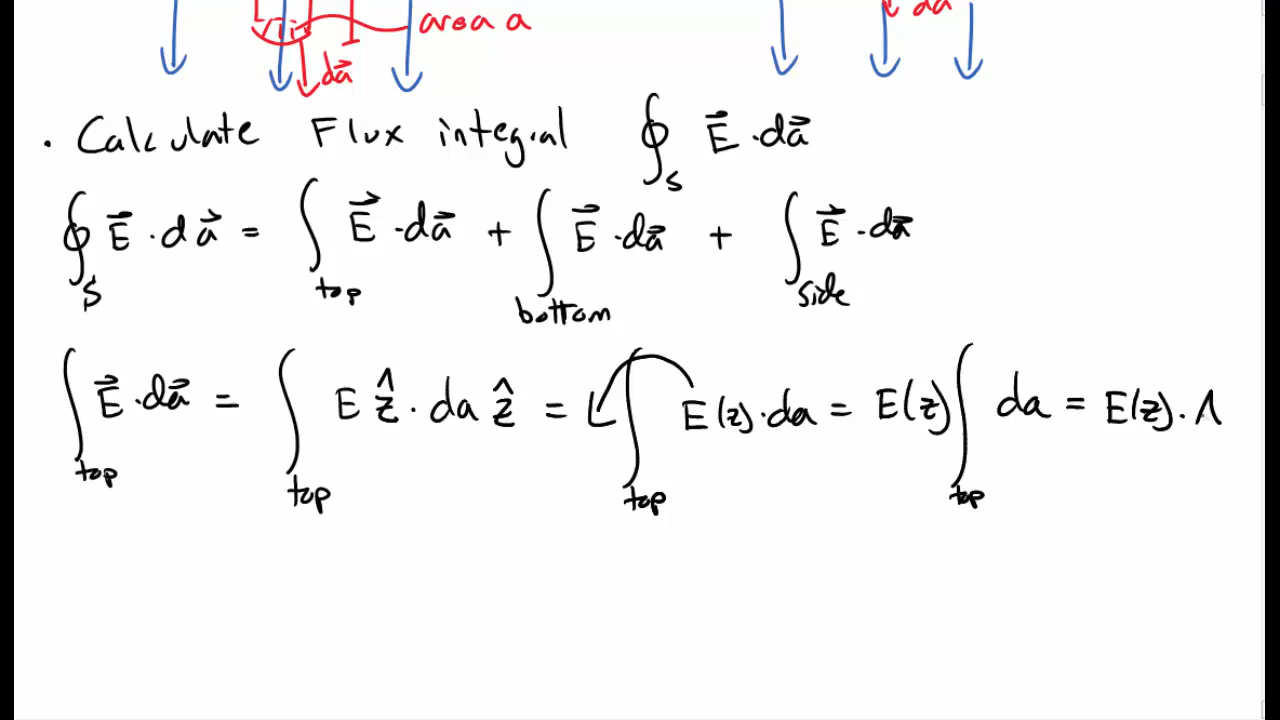 area a
da⃗
da
· Calculate Flux integral ∮_S E⃗ · da⃗
∮_S E⃗ · da⃗ = ∫_top E⃗ · da⃗ + ∫_bottom E⃗ · da⃗ + ∫_side E⃗ · da⃗
∫_top E⃗ · da⃗ = ∫_top E ẑ · da ẑ = ∫_top E(z) · da = E(z) ∫_top da = E(z) ·